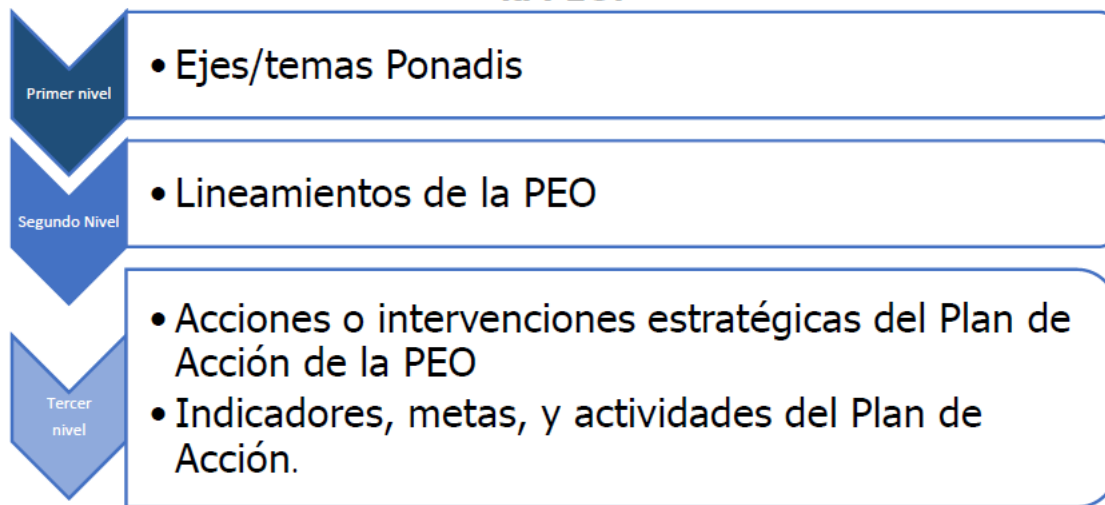 Primer nivel
• Ejes/temas Ponadis
Segundo Nivel
• Lineamientos de la PEO
Tercer
nivel
• Acciones o intervenciones estratégicas del Plan de
Acción de la PEO
• Indicadores, metas, y actividades del Plan de
Acción.